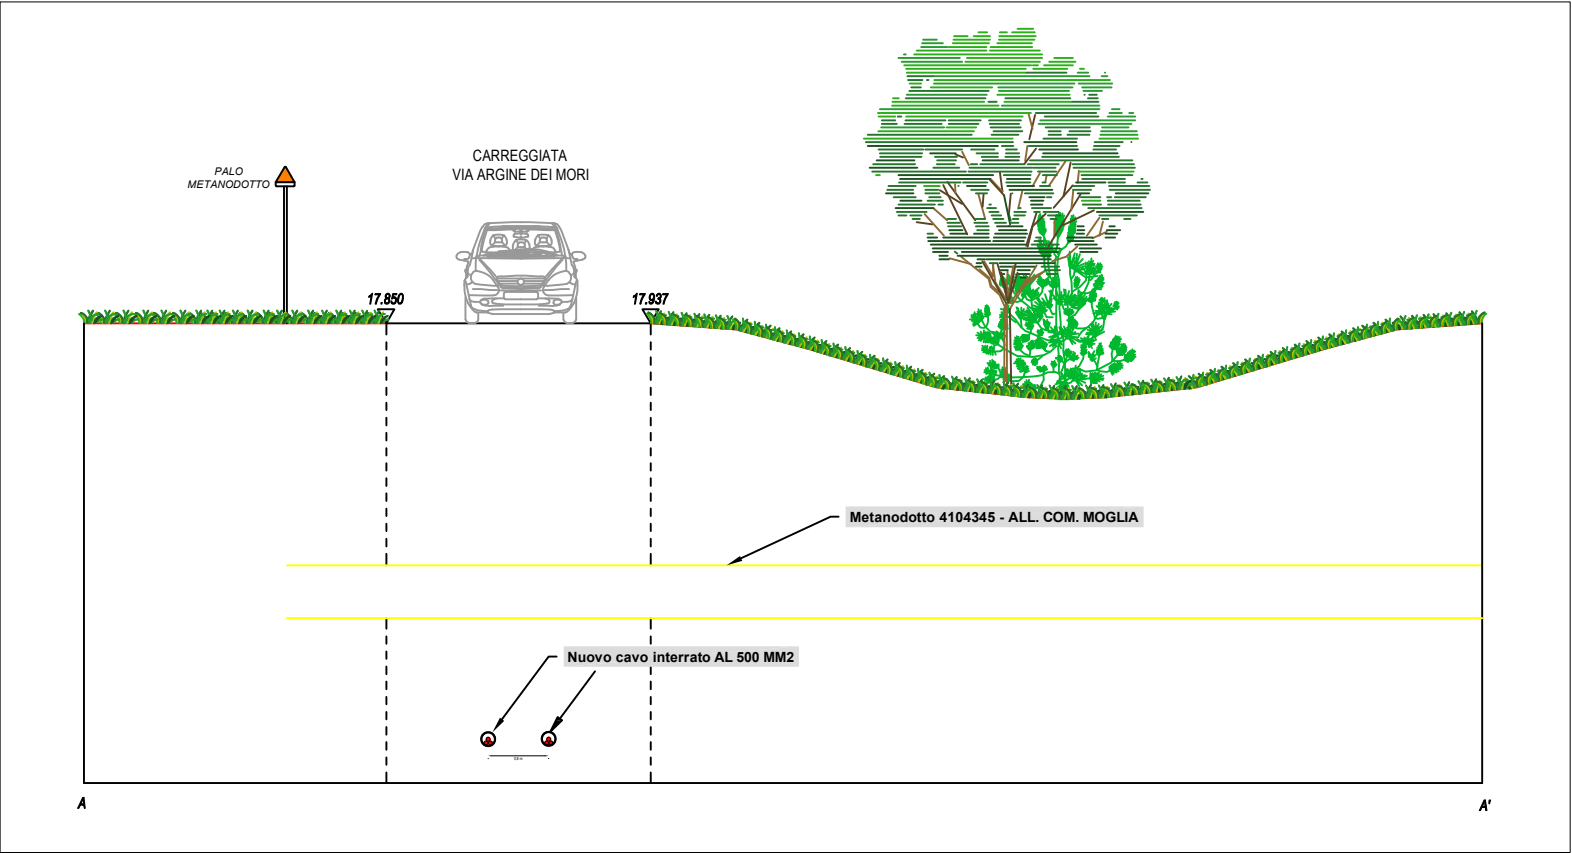 CARREGGIATA
VIA ARGINE DEI MORI
PALO
METANODOTTO
17.850
17.937
Metanodotto 4104345 - ALL. COM. MOGLIA
Nuovo cavo interrato AL 500 MM2
A
A'